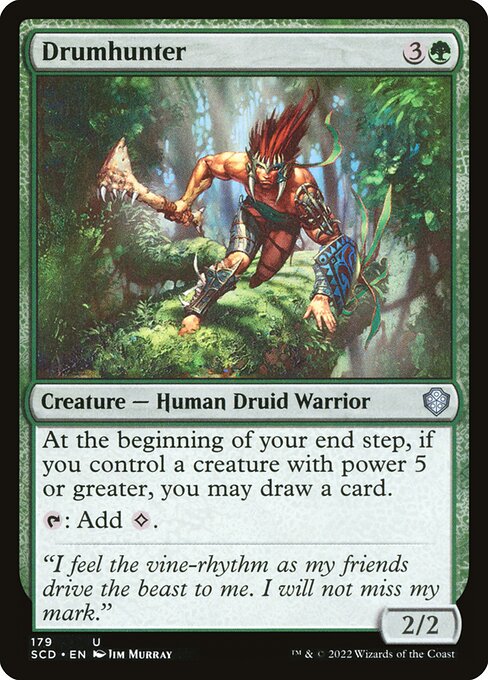 Drumhunter 3
Creature — Human Druid Warrior
At the beginning of your end step, if
you control a creature with power 5
or greater, you may draw a card.
: Add .
“I feel the vine-rhythm as my friends
drive the beast to me. I will not miss my
mark.”
2/2
179 U
SCD • EN Jim Murray ™ & © 2022 Wizards of the Coast